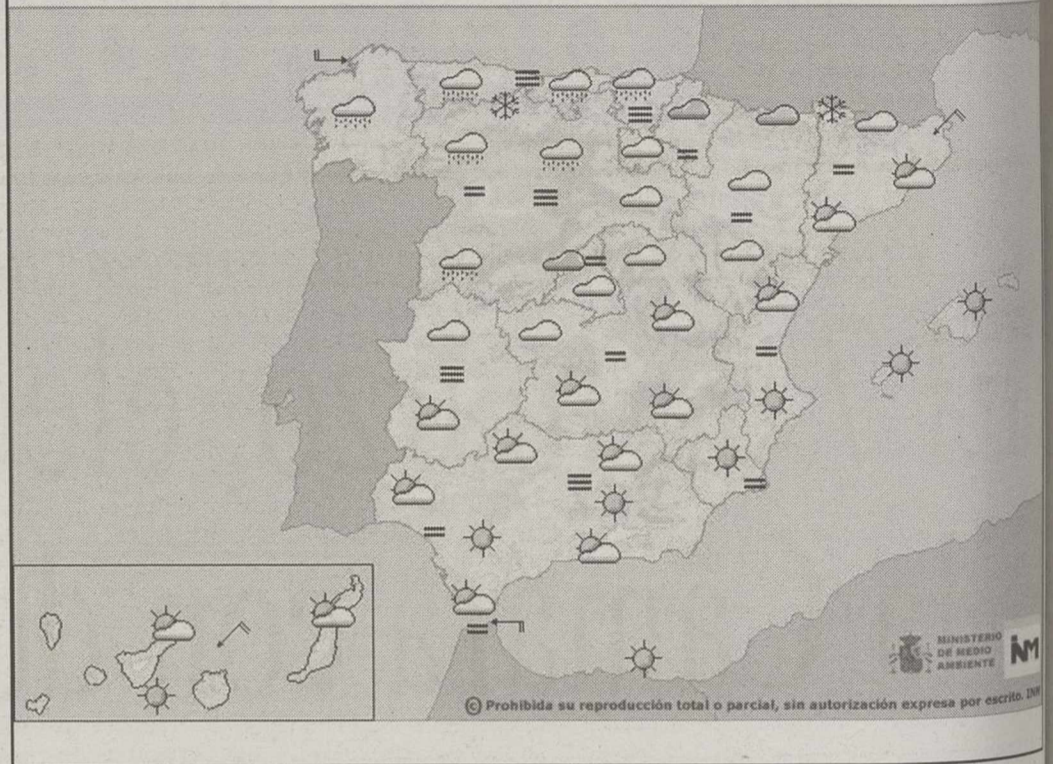 MINISTERIO
DE MEDIO
AMBIENTE
INM
© Prohibida su reproducción total o parcial, sin autorización expresa por escrito. INM